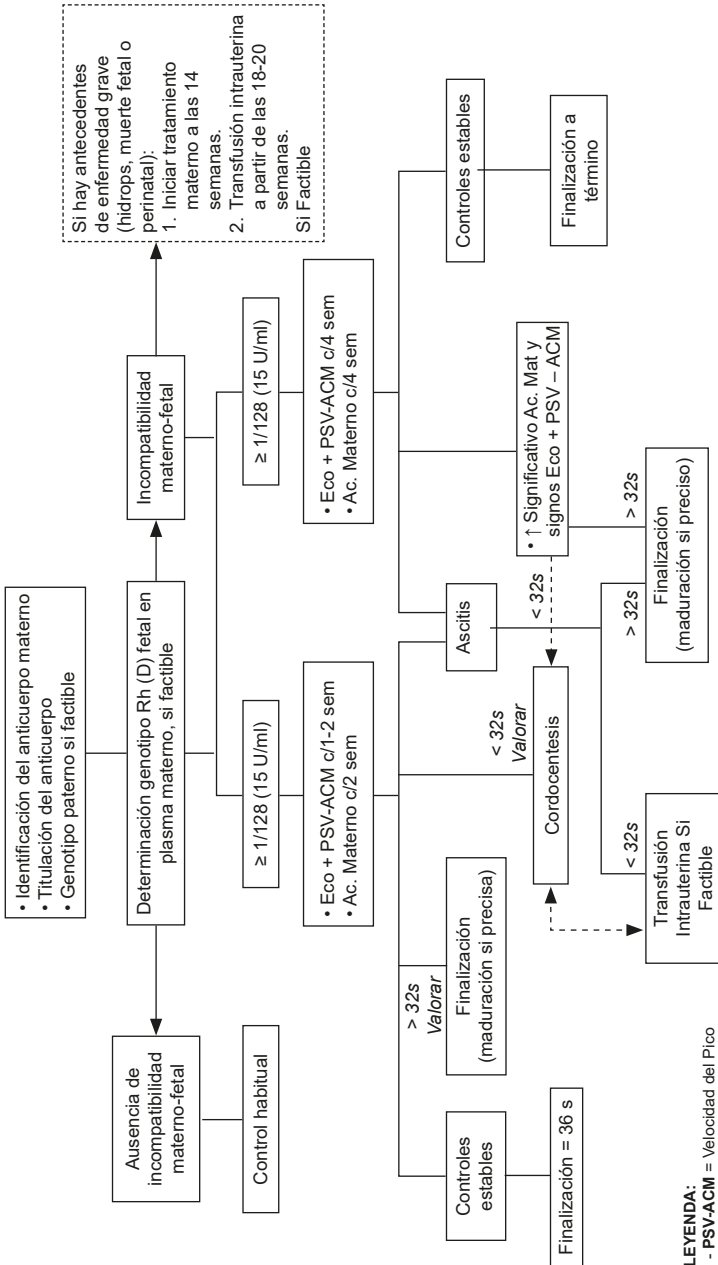 • Identificación del anticuerpo materno
• Titulación del anticuerpo
• Genotipo paterno si factible
Ausencia de
incompatibilidad
materno-fetal
Determinación genotipo Rh (D) fetal en
plasma materno, si factible
Incompatibilidad
materno-fetal
Si hay antecedentes
de enfermedad grave
(hidrops, muerte fetal o
perinatal):
1. Iniciar tratamiento
materno a las 14
semanas.
2. Transfusión intrauterina
a partir de las 18-20
semanas.
Si Factible
Control habitual
≥ 1/128 (15 U/ml)
≥ 1/128 (15 U/ml)
• Eco + PSV-ACM c/1-2 sem
• Ac. Materno c/2 sem
• Eco + PSV-ACM c/4 sem
• Ac. Materno c/4 sem
Controles
estables
> 32s
Valorar
Finalización
(maduración si precisa)
< 32s
Valorar
Cordocentesis
Ascitis
< 32s
• ↑ Significativo Ac. Mat y
signos Eco + PSV – ACM
Controles estables
Finalización = 36 s
< 32s
Transfusión
Intrauterina Si
Factible
> 32s
> 32s
Finalización
(maduración si preciso)
Finalización a
término
LEYENDA:
- PSV-ACM = Velocidad del Pico